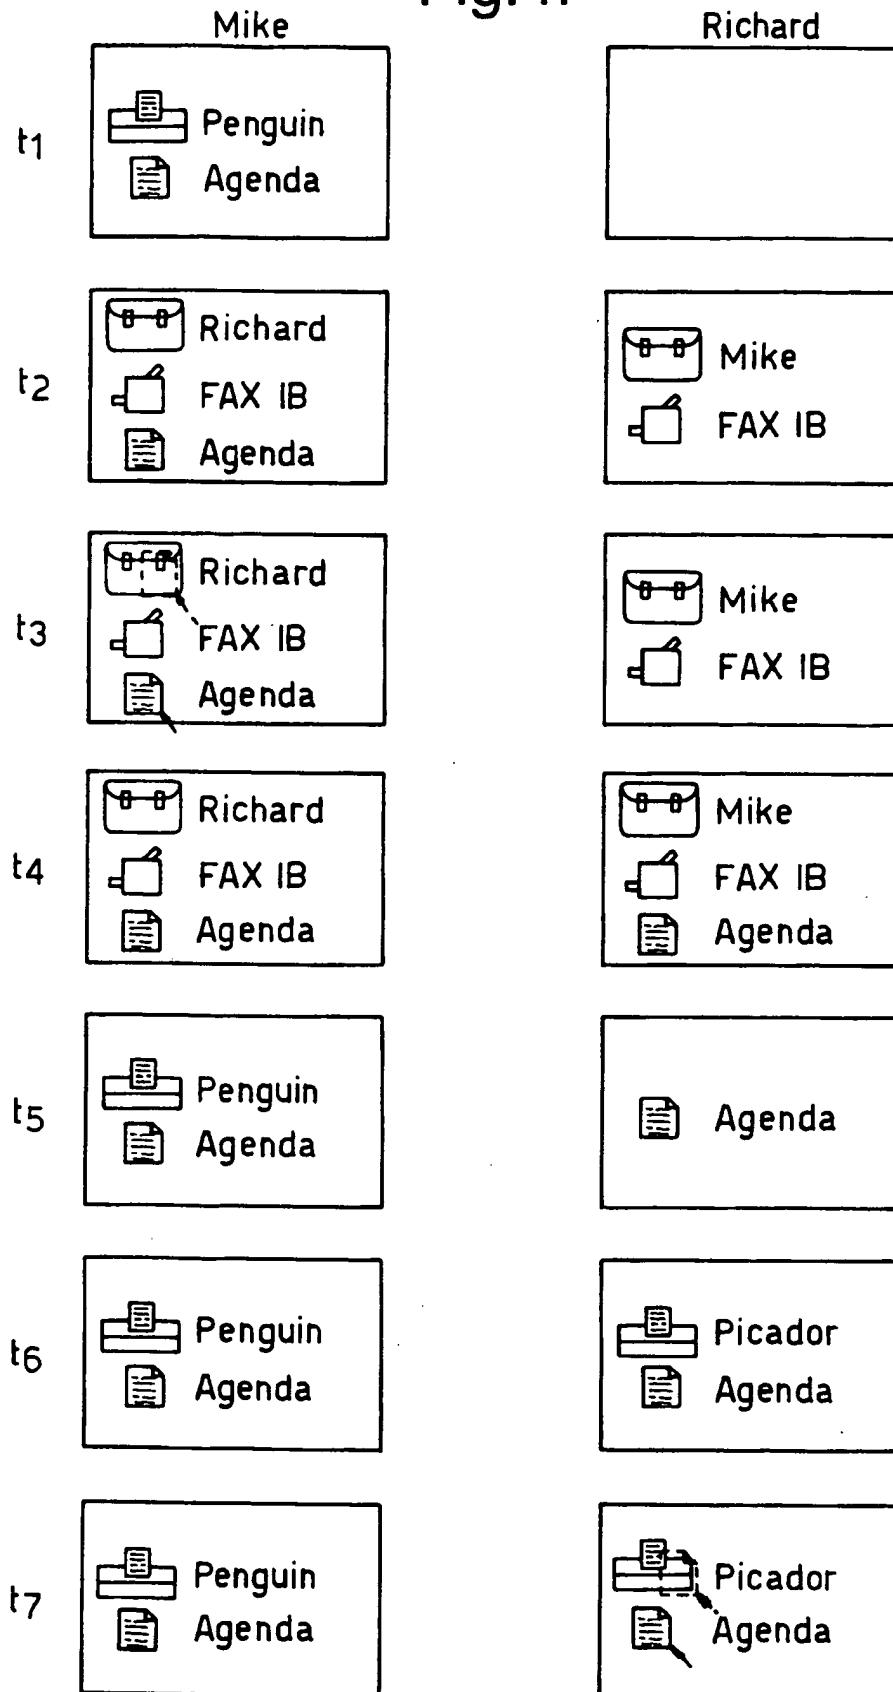 Mike Richard
t1
Penguin
Agenda
t2
Richard
FAX IB
Agenda
Mike
FAX IB
t3
Richard
FAX IB
Agenda
Mike
FAX IB
t4
Richard
FAX IB
Agenda
Mike
FAX IB
Agenda
t5
Penguin
Agenda
Agenda
t6
Penguin
Agenda
Picador
Agenda
t7
Penguin
Agenda
Picador
Agenda